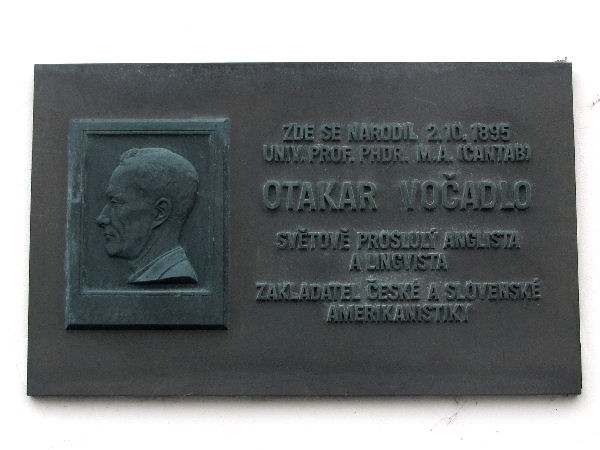 ZDE SE NARODIL 2.10.1895
UNIV. PROF. PHDR. M.A. (CANTAB)
OTAKAR VOČADLO
SVĚTOVĚ PROSLULÝ ANGLISTA
A LINGVISTA
ZAKLADATEL ČESKÉ A SLOVENSKÉ
AMERIKANISTIKY